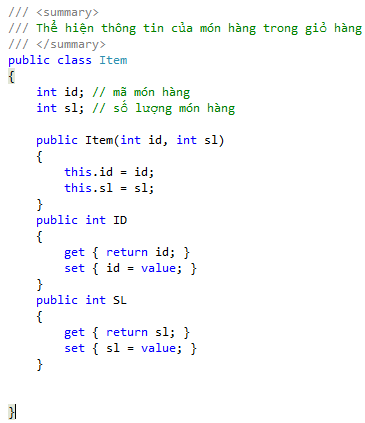 /// <summary>
/// Thể hiện thông tin của món hàng trong giỏ hàng
/// </summary>
public class Item
{
    int id; // mã món hàng
    int sl; // số lượng món hàng

    public Item(int id, int sl)
    {
        this.id = id;
        this.sl = sl;
    }
    public int ID
    {
        get { return id; }
        set { id = value; }
    }
    public int SL
    {
        get { return sl; }
        set { sl = value; }
    }


}